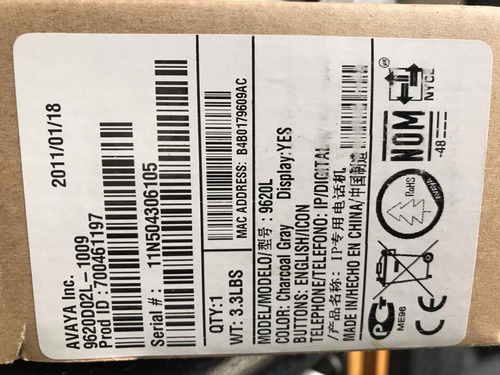 AVAYA Inc.
9620D02L-1009
Prod ID : 700461197
2011/01/18
Serial # : 11N504306105
QTY:1
WT: 3.3LBS
MAC ADDRESS: B4B0179609AC
MODEL/MODELO/型号: 9620L
COLOR: Charcoal Gray Display:YES
BUTTONS: ENGLISH/ICON
TELEPHONE/TELEFONO: IP/DIGITAL
/产品名称: IP专用电话机
MADE IN/HECHO EN CHINA/中国制造
NOM
NYCE
-48
RoHS
AVAYA
ME96
CE